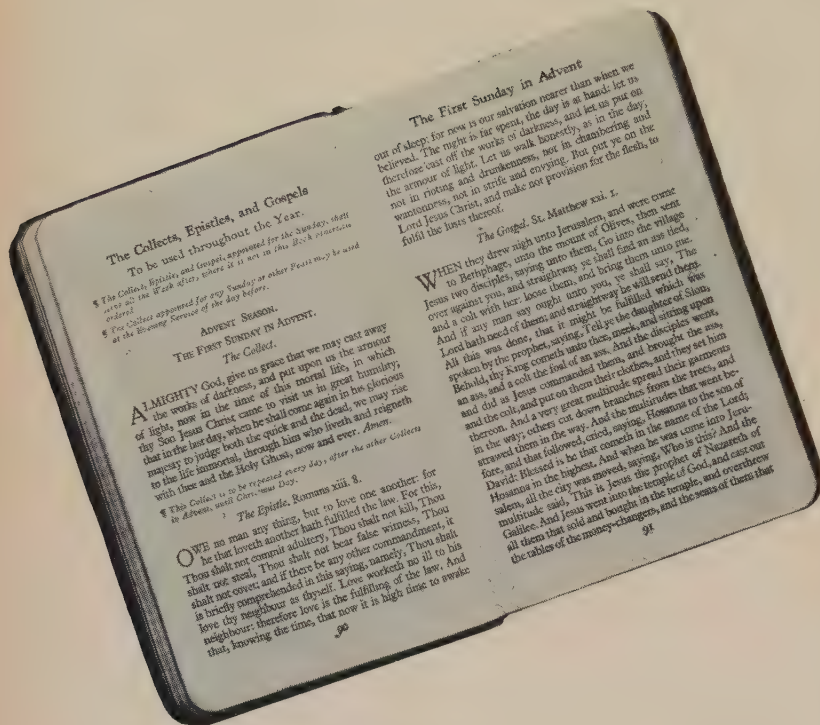 The Collects, Epistles, and Gospels
To be used throughout the Year.
¶ The Collect, Epistle, and Gospel, appointed for the Sunday, shall
serve all the Week after, where it is not in this Book otherwise
ordered.
¶ The Collect appointed for any Sunday or other Feast may be used
at the Evening Service of the day before.
ADVENT SEASON.
THE FIRST SUNDAY IN ADVENT.
The Collect.
ALMIGHTY God, give us grace that we may cast away
the works of darkness, and put upon us the armour
of light, now in the time of this mortal life, in which
thy Son Jesus Christ came to visit us in great humility;
that in the last day, when he shall come again in his glorious
majesty to judge both the quick and the dead, we may rise
to the life immortal, through him who liveth and reigneth
with thee and the Holy Ghost, now and ever. Amen.
¶ This Collect is to be repeated every day, after the other Collects
in Advent, until Christmas Day.
The Epistle. Romans xiii. 8.
OWE no man any thing, but to love one another: for
he that loveth another hath fulfilled the law. For this,
Thou shalt not commit adultery, Thou shalt not kill, Thou
shalt not steal, Thou shalt not bear false witness, Thou
shalt not covet; and if there be any other commandment, it
is briefly comprehended in this saying, namely, Thou shalt
love thy neighbour as thyself. Love worketh no ill to his
neighbour: therefore love is the fulfilling of the law. And
that, knowing the time, that now it is high time to awake
90
The First Sunday in Advent
out of sleep: for now is our salvation nearer than when we
believed. The night is far spent, the day is at hand: let us
therefore cast off the works of darkness, and let us put on
the armour of light. Let us walk honestly, as in the day;
not in rioting and drunkenness, not in chambering and
wantonness, not in strife and envying. But put ye on the
Lord Jesus Christ, and make not provision for the flesh, to
fulfil the lusts thereof.
The Gospel. St. Matthew xxi. 1.
WHEN they drew nigh unto Jerusalem, and were come
to Bethphage, unto the mount of Olives, then sent
Jesus two disciples, saying unto them, Go into the village
over against you, and straightway ye shall find an ass tied,
and a colt with her: loose them, and bring them unto me.
And if any man say ought unto you, ye shall say, The
Lord hath need of them; and straightway he will send them.
All this was done, that it might be fulfilled which was
spoken by the prophet, saying, Tell ye the daughter of Sion,
Behold, thy King cometh unto thee, meek, and sitting upon
an ass, and a colt the foal of an ass. And the disciples went,
and did as Jesus commanded them, and brought the ass,
and the colt, and put on them their clothes, and they set him
thereon. And a very great multitude spread their garments
in the way; others cut down branches from the trees, and
strawed them in the way. And the multitudes that went be-
fore, and that followed, cried, saying, Hosanna to the son of
David: Blessed is he that cometh in the name of the Lord;
Hosanna in the highest. And when he was come into Jeru-
salem, all the city was moved, saying, Who is this? And the
multitude said, This is Jesus the prophet of Nazareth of
Galilee. And Jesus went into the temple of God, and cast out
all them that sold and bought in the temple, and overthrew
the tables of the money-changers, and the seats of them that
91